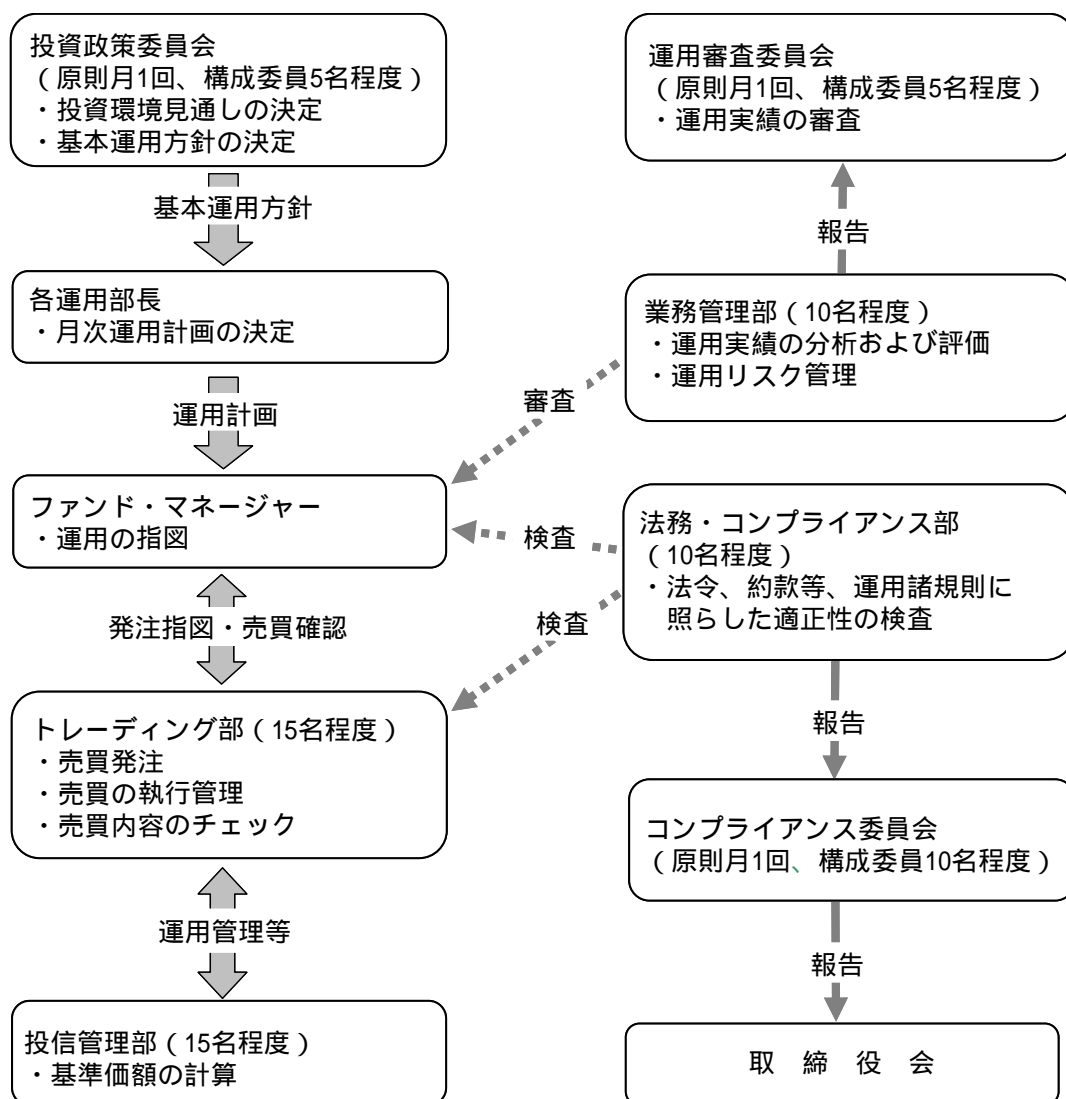 投資政策委員会
（原則月1回、構成委員5名程度）
・投資環境見通しの決定
・基本運用方針の決定
基本運用方針
各運用部長
・月次運用計画の決定
運用計画
ファンド・マネージャー
・運用の指図
発注指図・売買確認
トレーディング部（15名程度）
・売買発注
・売買の執行管理
・売買内容のチェック
運用管理等
投信管理部（15名程度）
・基準価額の計算
運用審査委員会
（原則月1回、構成委員5名程度）
・運用実績の審査
報告
業務管理部（10名程度）
・運用実績の分析および評価
・運用リスク管理
審査
法務・コンプライアンス部
（10名程度）
・法令、約款等、運用諸規則に
照らした適正性の検査
検査
検査
報告
コンプライアンス委員会
（原則月1回、構成委員10名程度）
報告
取 締 役 会